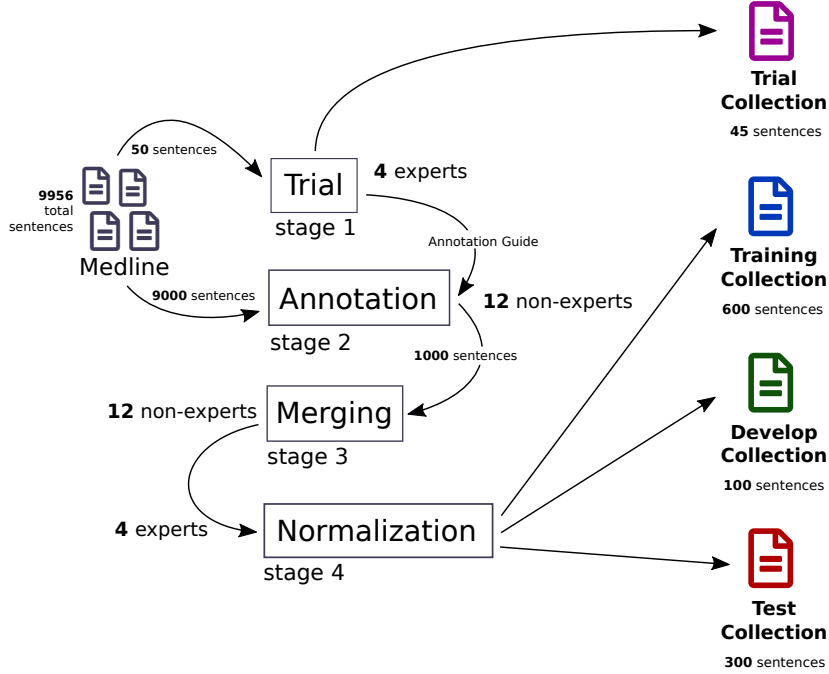 50 sentences
9956
total
sentences
Medline
9000 sentences
Trial
stage 1
4 experts
Annotation Guide
Annotation
stage 2
12 non-experts
1000 sentences
12 non-experts
Merging
stage 3
4 experts
Normalization
stage 4
Trial
Collection
45 sentences
Training
Collection
600 sentences
Develop
Collection
100 sentences
Test
Collection
300 sentences